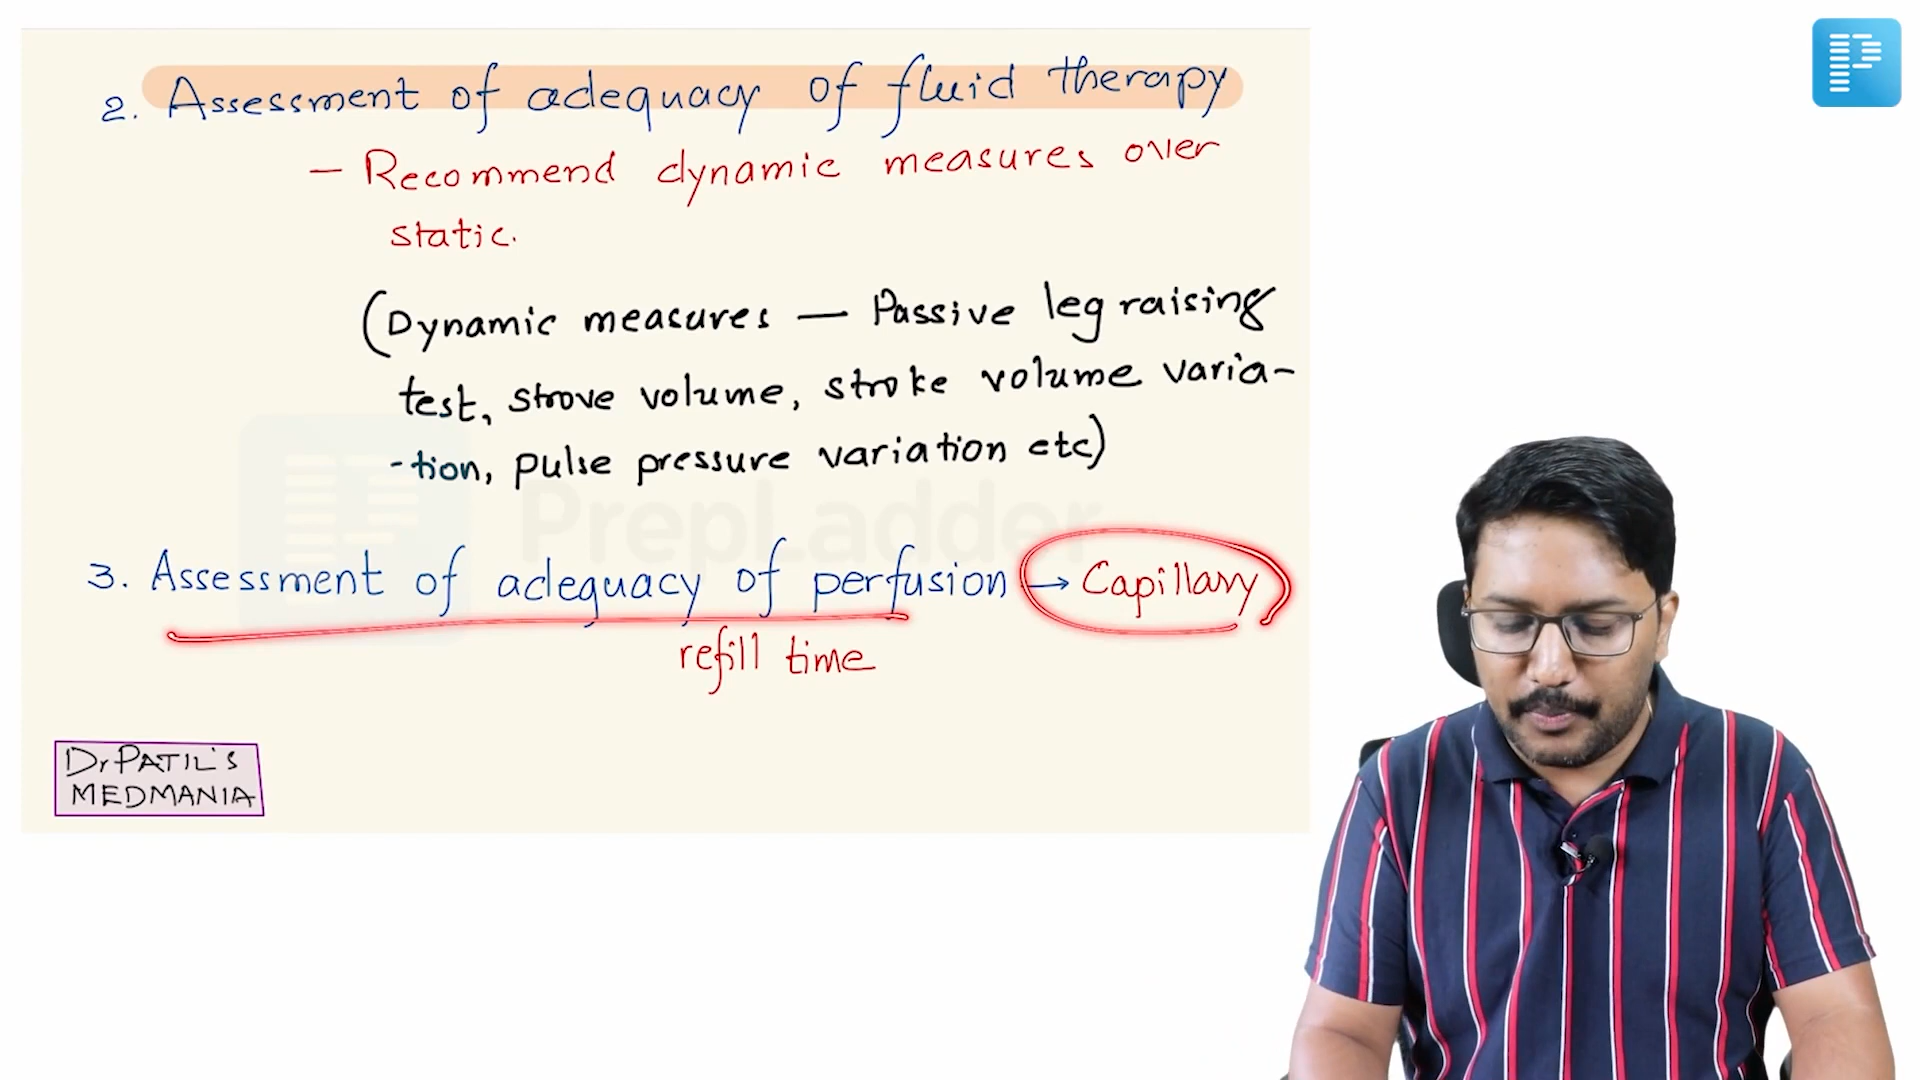 2. Assessment of adequacy of fluid therapy
- Recommend dynamic measures over
static.
(Dynamic measures — Passive leg raising
test, strove volume, stroke volume varia-
-tion, pulse pressure variation etc)
PrepLadder
3. Assessment of adequacy of perfusion → Capillary
refill time
Dr PATIL'S
MEDMANIA